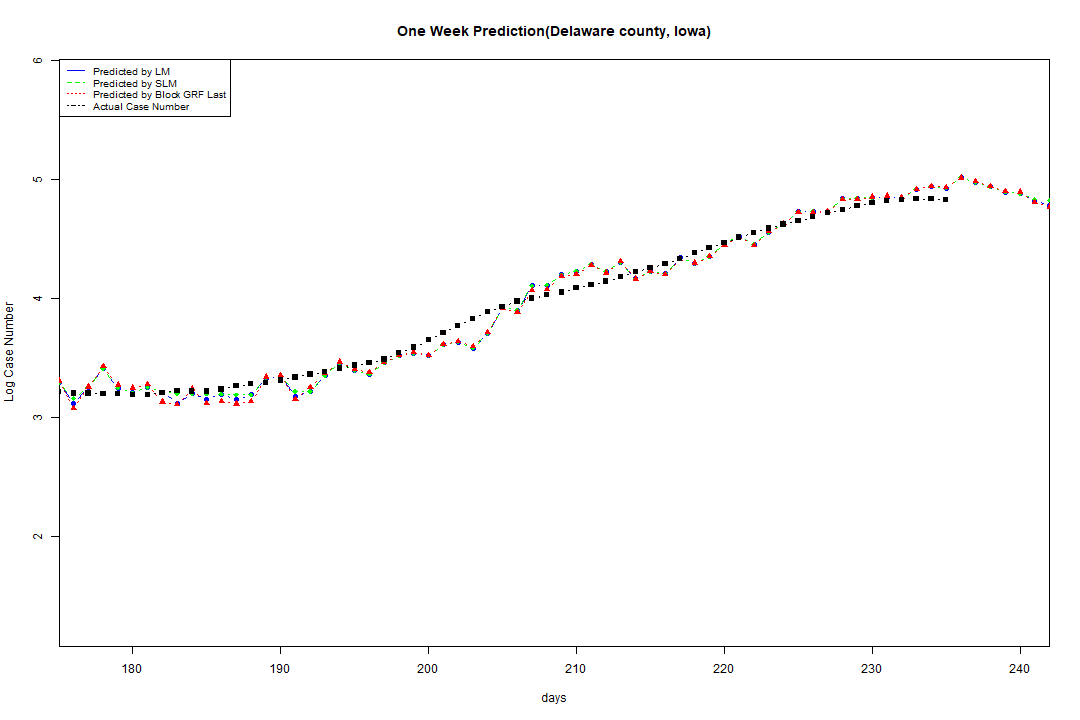 One Week Prediction(Delaware county, Iowa)
Predicted by LM
Predicted by SLM
Predicted by Block GRF Last
Actual Case Number
6
5
4
3
2
Log Case Number
180 190 200 210 220 230 240
days